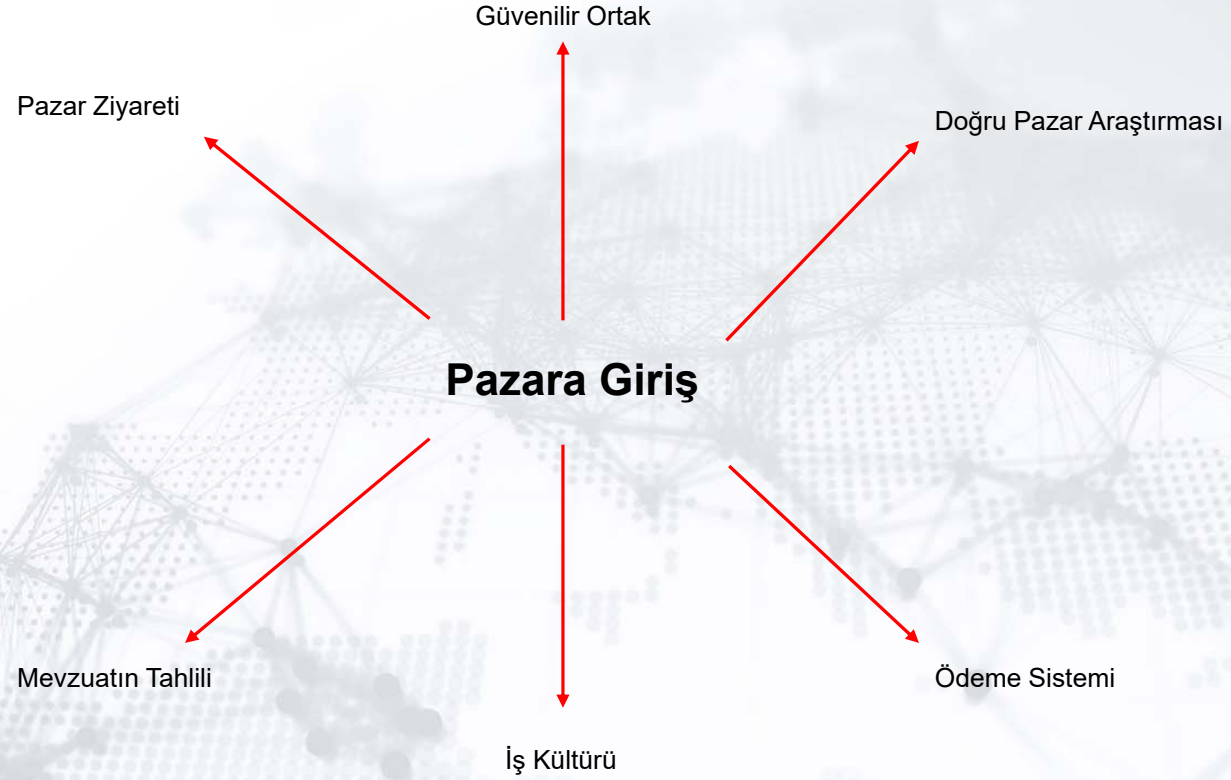 Güvenilir Ortak
Pazar Ziyareti
Doğru Pazar Araştırması
Pazara Giriş
Mevzuatın Tahlili
Ödeme Sistemi
İş Kültürü